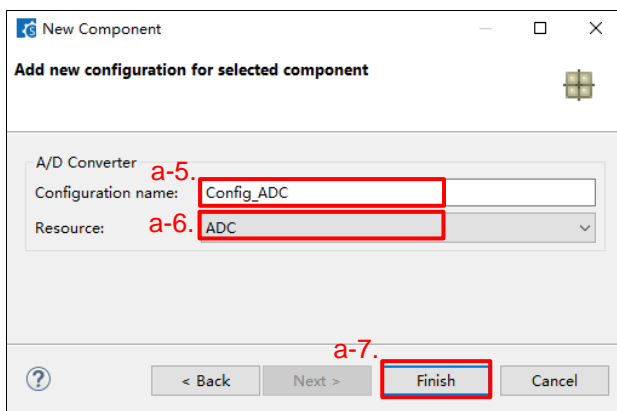 New Component
Add new configuration for selected component
A/D Converter
a-5.
Configuration name: Config_ADC
a-6.
Resource: ADC
a-7.
? < Back Next > Finish Cancel